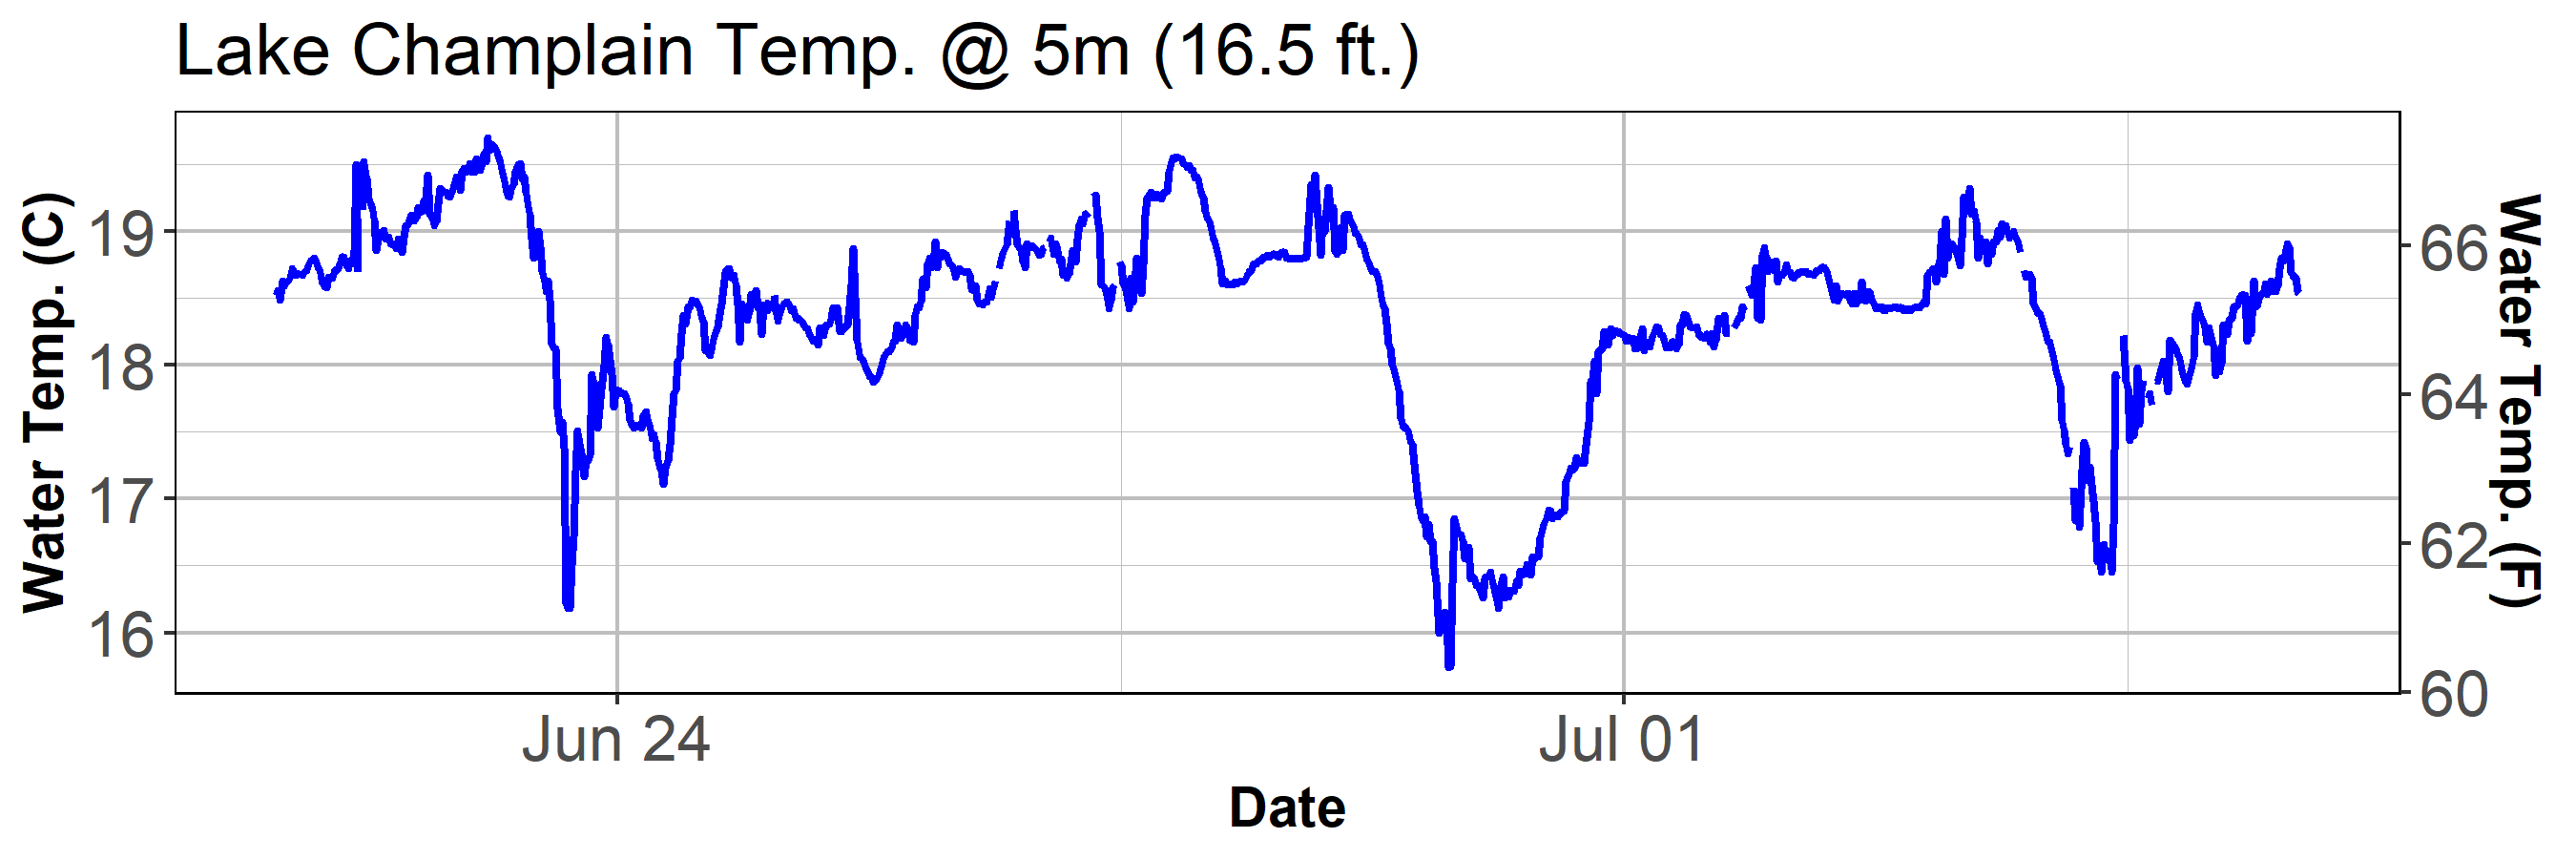 Lake Champlain Temp. @ 5m (16.5 ft.)
Water Temp. (C)
19
18
17
16
66
64
62
60
Water Temp. (F)
Jun 24
Jul 01
Date